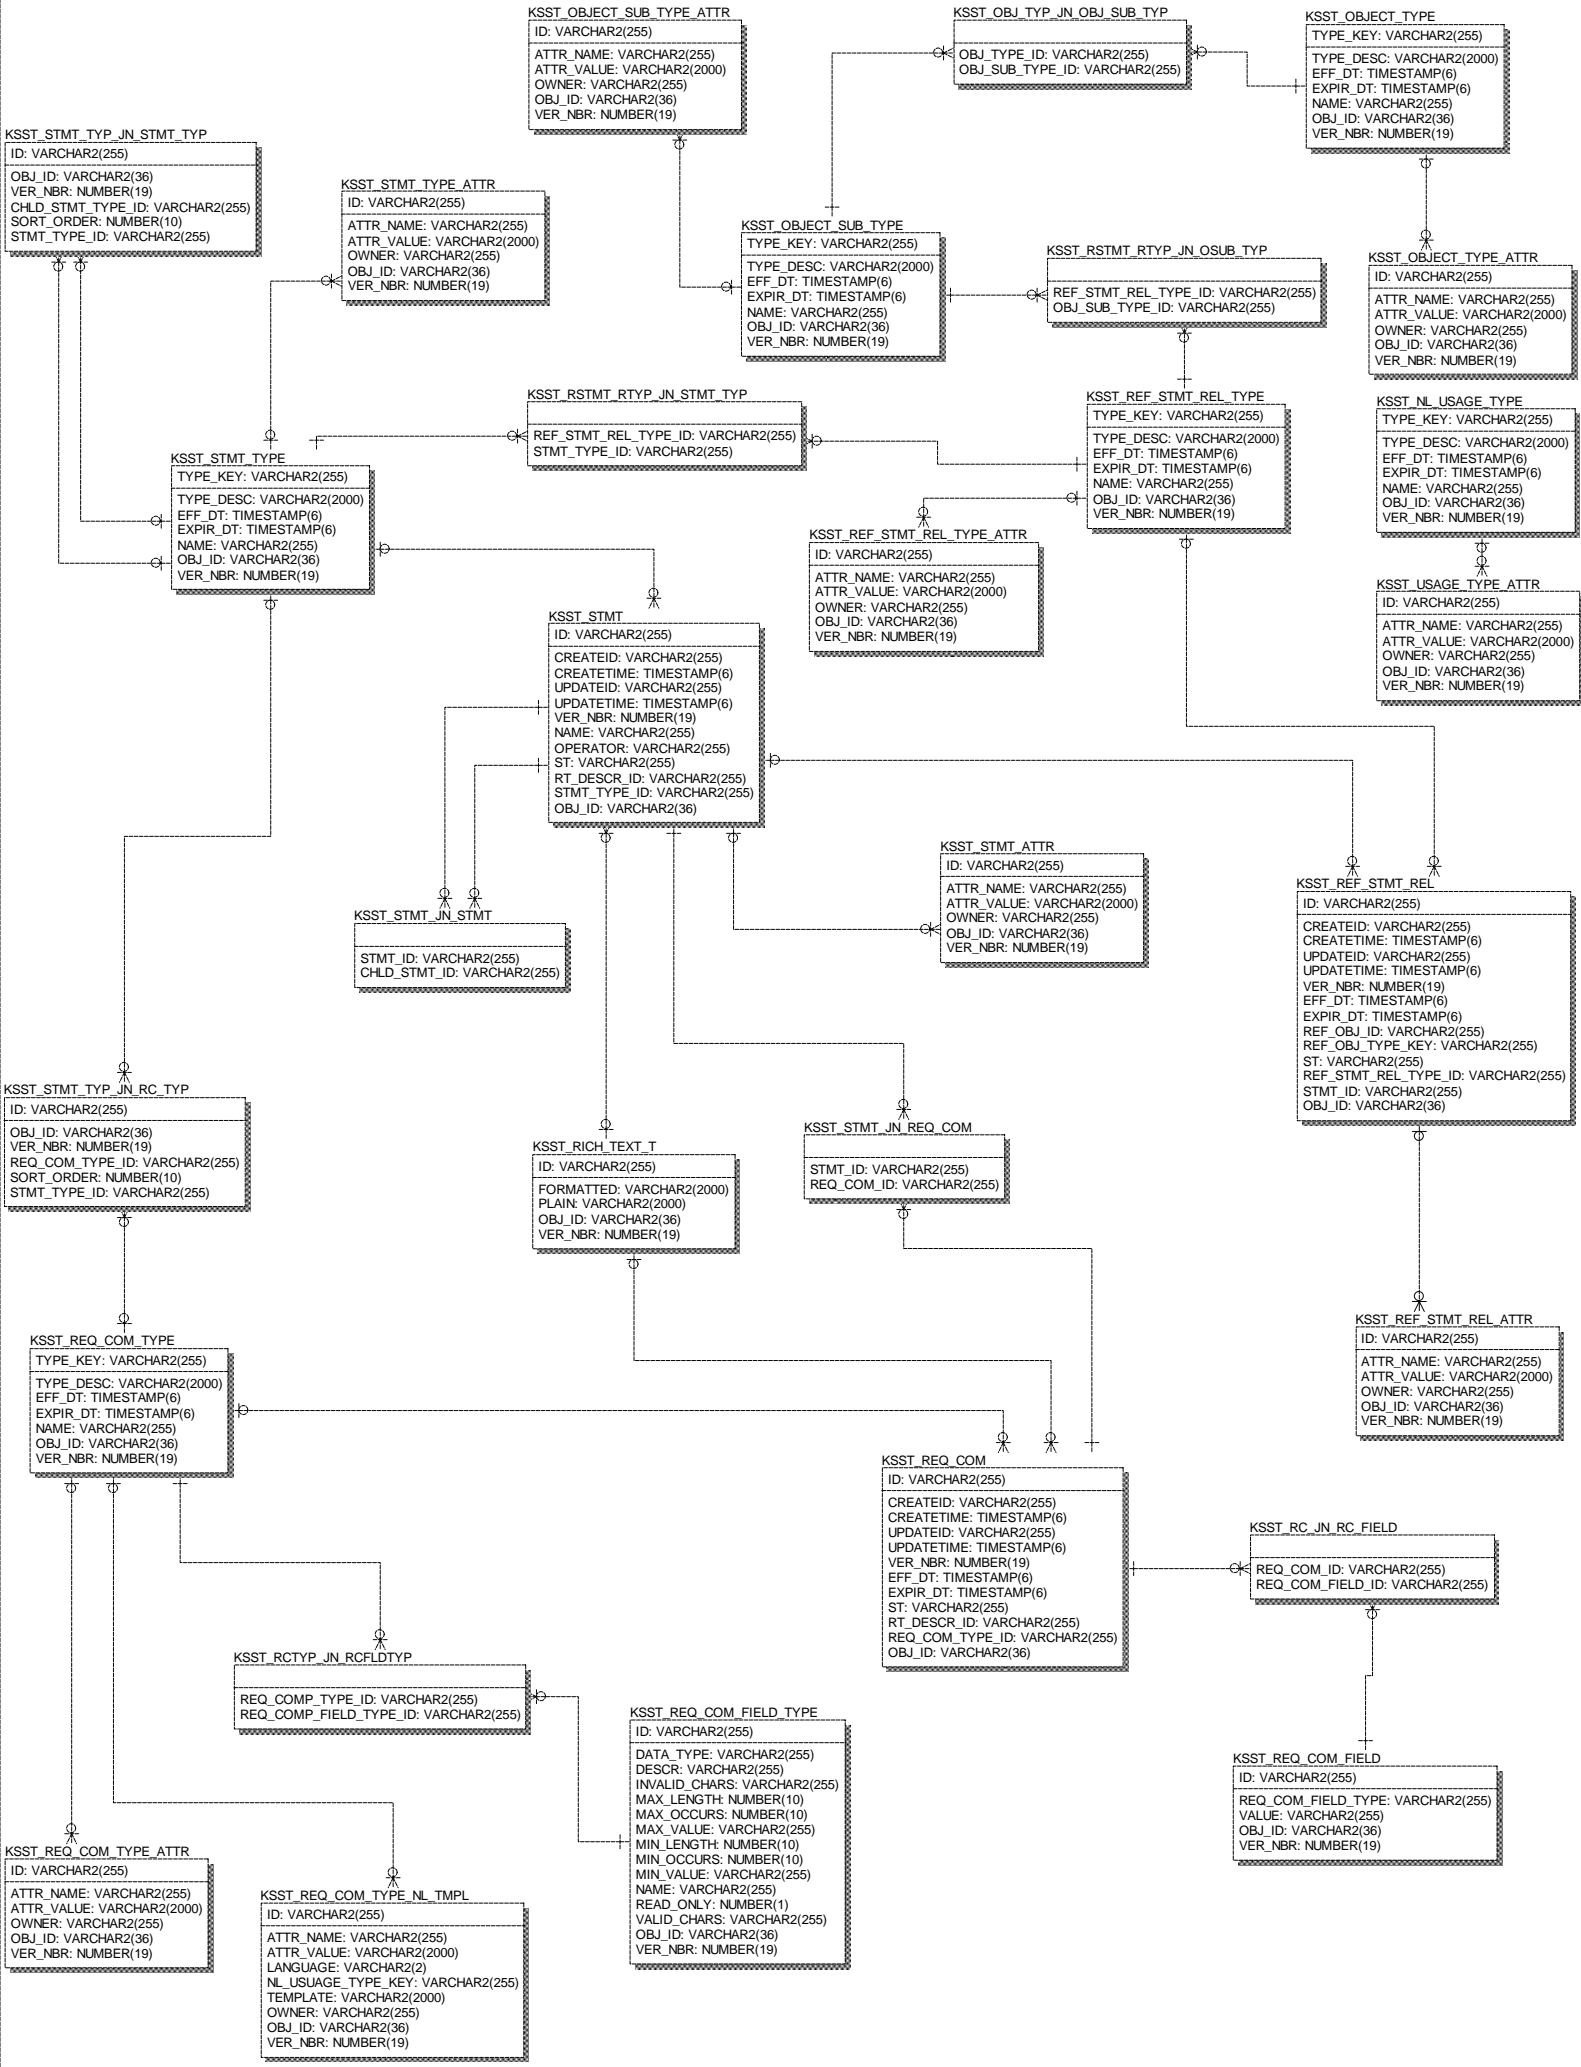 KSST_OBJECT_SUB_TYPE_ATTR
ID: VARCHAR2(255)
ATTR_NAME: VARCHAR2(255)
ATTR_VALUE: VARCHAR2(2000)
OWNER: VARCHAR2(255)
OBJ_ID: VARCHAR2(36)
VER_NBR: NUMBER(19)
KSST_OBJ_TYP_JN_OBJ_SUB_TYP
OBJ_TYPE_ID: VARCHAR2(255)
OBJ_SUB_TYPE_ID: VARCHAR2(255)
KSST_OBJECT_TYPE
TYPE_KEY: VARCHAR2(255)
TYPE_DESC: VARCHAR2(2000)
EFF_DT: TIMESTAMP(6)
EXPIR_DT: TIMESTAMP(6)
NAME: VARCHAR2(255)
OBJ_ID: VARCHAR2(36)
VER_NBR: NUMBER(19)
KSST_STMT_TYP_JN_STMT_TYP
ID: VARCHAR2(255)
OBJ_ID: VARCHAR2(36)
VER_NBR: NUMBER(19)
CHLD_STMT_TYPE_ID: VARCHAR2(255)
SORT_ORDER: NUMBER(10)
STMT_TYPE_ID: VARCHAR2(255)
KSST_STMT_TYPE_ATTR
ID: VARCHAR2(255)
ATTR_NAME: VARCHAR2(255)
ATTR_VALUE: VARCHAR2(2000)
OWNER: VARCHAR2(255)
OBJ_ID: VARCHAR2(36)
VER_NBR: NUMBER(19)
KSST_OBJECT_SUB_TYPE
TYPE_KEY: VARCHAR2(255)
TYPE_DESC: VARCHAR2(2000)
EFF_DT: TIMESTAMP(6)
EXPIR_DT: TIMESTAMP(6)
NAME: VARCHAR2(255)
OBJ_ID: VARCHAR2(36)
VER_NBR: NUMBER(19)
KSST_RSTMT_RTYP_JN_OSUB_TYP
REF_STMT_REL_TYPE_ID: VARCHAR2(255)
OBJ_SUB_TYPE_ID: VARCHAR2(255)
KSST_OBJECT_TYPE_ATTR
ID: VARCHAR2(255)
ATTR_NAME: VARCHAR2(255)
ATTR_VALUE: VARCHAR2(2000)
OWNER: VARCHAR2(255)
OBJ_ID: VARCHAR2(36)
VER_NBR: NUMBER(19)
KSST_RSTMT_RTYP_JN_STMT_TYP
REF_STMT_REL_TYPE_ID: VARCHAR2(255)
STMT_TYPE_ID: VARCHAR2(255)
KSST_REF_STMT_REL_TYPE
TYPE_KEY: VARCHAR2(255)
TYPE_DESC: VARCHAR2(2000)
EFF_DT: TIMESTAMP(6)
EXPIR_DT: TIMESTAMP(6)
NAME: VARCHAR2(255)
OBJ_ID: VARCHAR2(36)
VER_NBR: NUMBER(19)
KSST_NL_USAGE_TYPE
TYPE_KEY: VARCHAR2(255)
TYPE_DESC: VARCHAR2(2000)
EFF_DT: TIMESTAMP(6)
EXPIR_DT: TIMESTAMP(6)
NAME: VARCHAR2(255)
OBJ_ID: VARCHAR2(36)
VER_NBR: NUMBER(19)
KSST_STMT_TYPE
TYPE_KEY: VARCHAR2(255)
TYPE_DESC: VARCHAR2(2000)
EFF_DT: TIMESTAMP(6)
EXPIR_DT: TIMESTAMP(6)
NAME: VARCHAR2(255)
OBJ_ID: VARCHAR2(36)
VER_NBR: NUMBER(19)
KSST_REF_STMT_REL_TYPE_ATTR
ID: VARCHAR2(255)
ATTR_NAME: VARCHAR2(255)
ATTR_VALUE: VARCHAR2(2000)
OWNER: VARCHAR2(255)
OBJ_ID: VARCHAR2(36)
VER_NBR: NUMBER(19)
KSST_USAGE_TYPE_ATTR
ID: VARCHAR2(255)
ATTR_NAME: VARCHAR2(255)
ATTR_VALUE: VARCHAR2(2000)
OWNER: VARCHAR2(255)
OBJ_ID: VARCHAR2(36)
VER_NBR: NUMBER(19)
KSST_STMT
ID: VARCHAR2(255)
CREATEID: VARCHAR2(255)
CREATETIME: TIMESTAMP(6)
UPDATEID: VARCHAR2(255)
UPDATETIME: TIMESTAMP(6)
VER_NBR: NUMBER(19)
NAME: VARCHAR2(255)
OPERATOR: VARCHAR2(255)
ST: VARCHAR2(255)
RT_DESCR_ID: VARCHAR2(255)
STMT_TYPE_ID: VARCHAR2(255)
OBJ_ID: VARCHAR2(36)
KSST_STMT_ATTR
ID: VARCHAR2(255)
ATTR_NAME: VARCHAR2(255)
ATTR_VALUE: VARCHAR2(2000)
OWNER: VARCHAR2(255)
OBJ_ID: VARCHAR2(36)
VER_NBR: NUMBER(19)
KSST_STMT_JN_STMT
STMT_ID: VARCHAR2(255)
CHLD_STMT_ID: VARCHAR2(255)
KSST_REF_STMT_REL
ID: VARCHAR2(255)
CREATEID: VARCHAR2(255)
CREATETIME: TIMESTAMP(6)
UPDATEID: VARCHAR2(255)
UPDATETIME: TIMESTAMP(6)
VER_NBR: NUMBER(19)
EFF_DT: TIMESTAMP(6)
EXPIR_DT: TIMESTAMP(6)
REF_OBJ_ID: VARCHAR2(255)
REF_OBJ_TYPE_KEY: VARCHAR2(255)
ST: VARCHAR2(255)
REF_STMT_REL_TYPE_ID: VARCHAR2(255)
STMT_ID: VARCHAR2(255)
OBJ_ID: VARCHAR2(36)
KSST_STMT_TYP_JN_RC_TYP
ID: VARCHAR2(255)
OBJ_ID: VARCHAR2(36)
VER_NBR: NUMBER(19)
REQ_COM_TYPE_ID: VARCHAR2(255)
SORT_ORDER: NUMBER(10)
STMT_TYPE_ID: VARCHAR2(255)
KSST_RICH_TEXT_T
ID: VARCHAR2(255)
FORMATTED: VARCHAR2(2000)
PLAIN: VARCHAR2(2000)
OBJ_ID: VARCHAR2(36)
VER_NBR: NUMBER(19)
KSST_STMT_JN_REQ_COM
STMT_ID: VARCHAR2(255)
REQ_COM_ID: VARCHAR2(255)
KSST_REQ_COM_TYPE
TYPE_KEY: VARCHAR2(255)
TYPE_DESC: VARCHAR2(2000)
EFF_DT: TIMESTAMP(6)
EXPIR_DT: TIMESTAMP(6)
NAME: VARCHAR2(255)
OBJ_ID: VARCHAR2(36)
VER_NBR: NUMBER(19)
KSST_REF_STMT_REL_ATTR
ID: VARCHAR2(255)
ATTR_NAME: VARCHAR2(255)
ATTR_VALUE: VARCHAR2(2000)
OWNER: VARCHAR2(255)
OBJ_ID: VARCHAR2(36)
VER_NBR: NUMBER(19)
KSST_REQ_COM
ID: VARCHAR2(255)
CREATEID: VARCHAR2(255)
CREATETIME: TIMESTAMP(6)
UPDATEID: VARCHAR2(255)
UPDATETIME: TIMESTAMP(6)
VER_NBR: NUMBER(19)
EFF_DT: TIMESTAMP(6)
EXPIR_DT: TIMESTAMP(6)
ST: VARCHAR2(255)
RT_DESCR_ID: VARCHAR2(255)
REQ_COM_TYPE_ID: VARCHAR2(255)
OBJ_ID: VARCHAR2(36)
KSST_RC_JN_RC_FIELD
REQ_COM_ID: VARCHAR2(255)
REQ_COM_FIELD_ID: VARCHAR2(255)
KSST_RCTYP_JN_RCFLDTYP
REQ_COMP_TYPE_ID: VARCHAR2(255)
REQ_COMP_FIELD_TYPE_ID: VARCHAR2(255)
KSST_REQ_COM_FIELD_TYPE
ID: VARCHAR2(255)
DATA_TYPE: VARCHAR2(255)
DESCR: VARCHAR2(255)
INVALID_CHARS: VARCHAR2(255)
MAX_LENGTH: NUMBER(10)
MAX_OCCURS: NUMBER(10)
MAX_VALUE: VARCHAR2(255)
MIN_LENGTH: NUMBER(10)
MIN_OCCURS: NUMBER(10)
MIN_VALUE: VARCHAR2(255)
NAME: VARCHAR2(255)
READ_ONLY: NUMBER(1)
VALID_CHARS: VARCHAR2(255)
OBJ_ID: VARCHAR2(36)
VER_NBR: NUMBER(19)
KSST_REQ_COM_FIELD
ID: VARCHAR2(255)
REQ_COM_FIELD_TYPE: VARCHAR2(255)
VALUE: VARCHAR2(255)
OBJ_ID: VARCHAR2(36)
VER_NBR: NUMBER(19)
KSST_REQ_COM_TYPE_ATTR
ID: VARCHAR2(255)
ATTR_NAME: VARCHAR2(255)
ATTR_VALUE: VARCHAR2(2000)
OWNER: VARCHAR2(255)
OBJ_ID: VARCHAR2(36)
VER_NBR: NUMBER(19)
KSST_REQ_COM_TYPE_NL_TMPL
ID: VARCHAR2(255)
ATTR_NAME: VARCHAR2(255)
ATTR_VALUE: VARCHAR2(2000)
LANGUAGE: VARCHAR2(2)
NL_USUAGE_TYPE_KEY: VARCHAR2(255)
TEMPLATE: VARCHAR2(2000)
OWNER: VARCHAR2(255)
OBJ_ID: VARCHAR2(36)
VER_NBR: NUMBER(19)